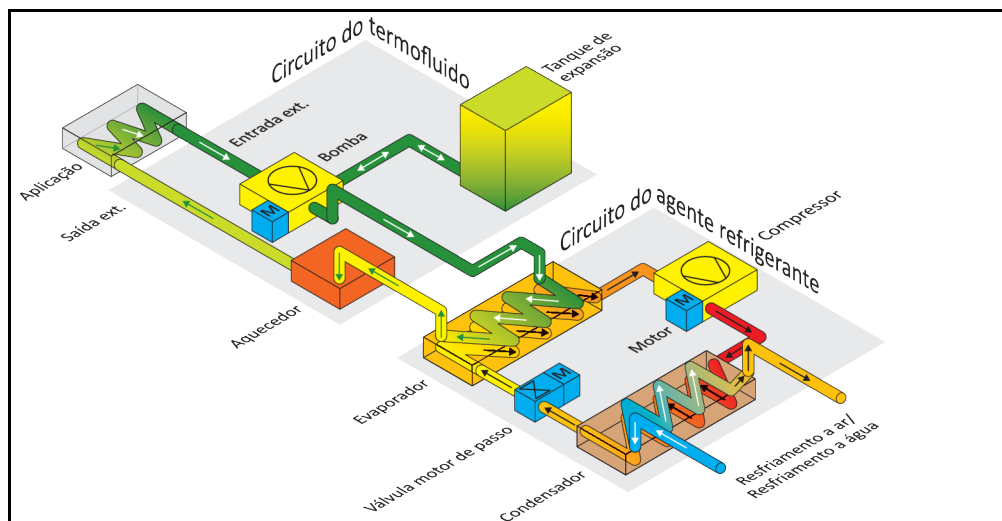 Circuito do termofluido
Tanque de
expansão
Entrada ext.
Bomba
Aplicação
M
Saída ext.
Circuito do agente refrigerante
Compressor
Aquecedor
M
Motor
Evaporador
M
Válvula motor de passo
Condensador
Resfriamento a ar/
Resfriamento a água